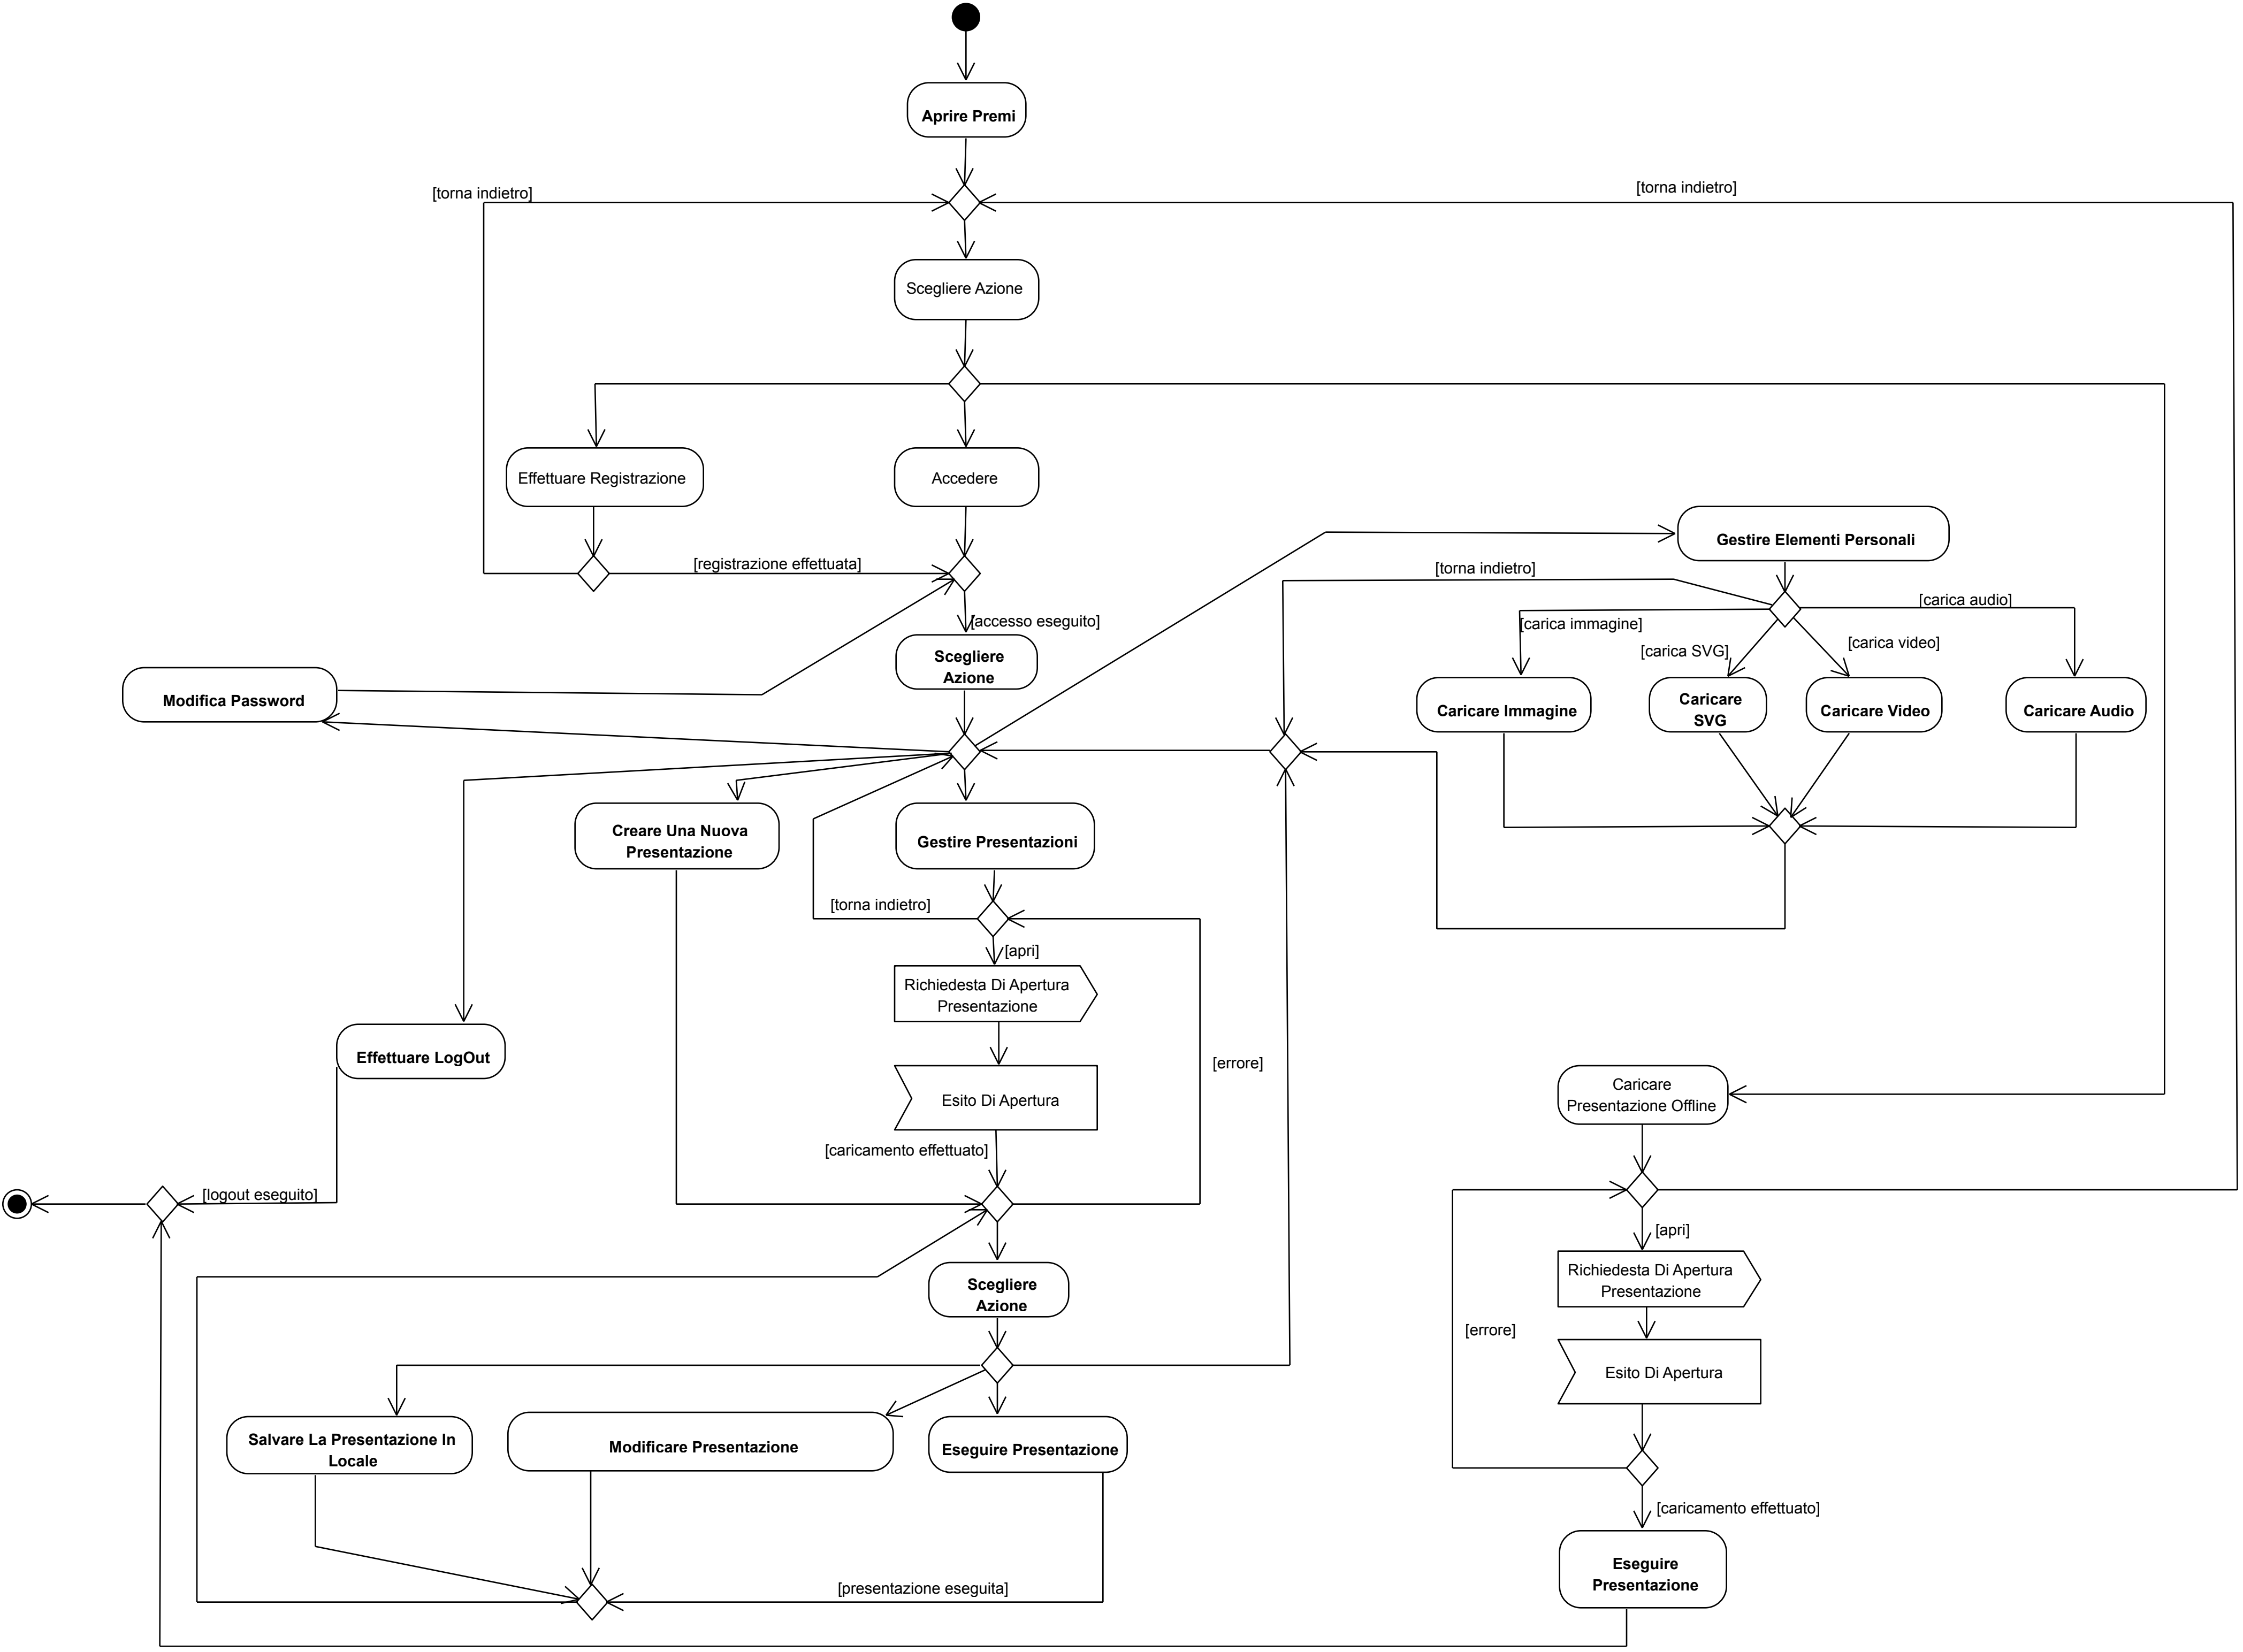 Aprire Premi
[torna indietro]
[torna indietro]
Scegliere Azione
Effettuare Registrazione
Accedere
[registrazione effettuata]
[accesso eseguito]
Gestire Elementi Personali
[torna indietro]
[carica immagine]
[carica SVG]
[carica video]
[carica audio]
Scegliere
Azione
Modifica Password
Caricare Immagine
Caricare
SVG
Caricare Video
Caricare Audio
Creare Una Nuova
Presentazione
Gestire Presentazioni
[torna indietro]
[apri]
Richiedesta Di Apertura
Presentazione
Effettuare LogOut
[errore]
Esito Di Apertura
[caricamento effettuato]
[logout eseguito]
Caricare
Presentazione Offline
[apri]
Richiedesta Di Apertura
Presentazione
Scegliere
Azione
[errore]
Esito Di Apertura
Salvare La Presentazione In
Locale
Modificare Presentazione
Eseguire Presentazione
[caricamento effettuato]
Eseguire
Presentazione
[presentazione eseguita]